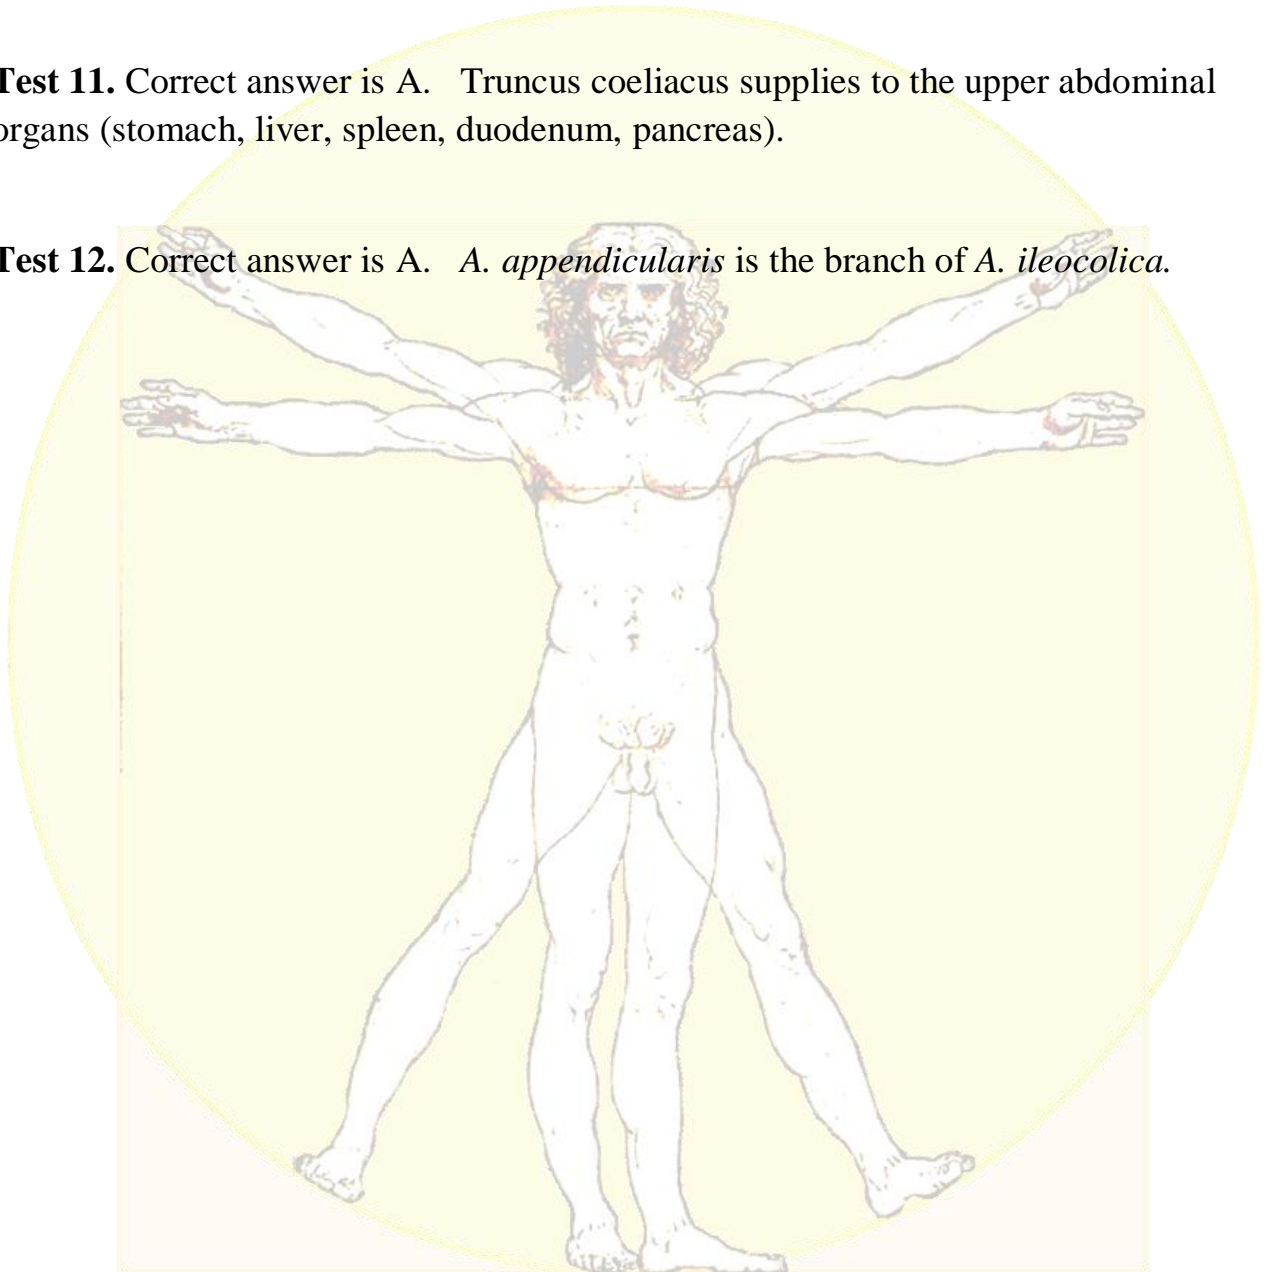 Test 11. Correct answer is A. Truncus coeliacus supplies to the upper abdominal
organs (stomach, liver, spleen, duodenum, pancreas).
Test 12. Correct answer is A. A. appendicularis is the branch of A. ileocolica.